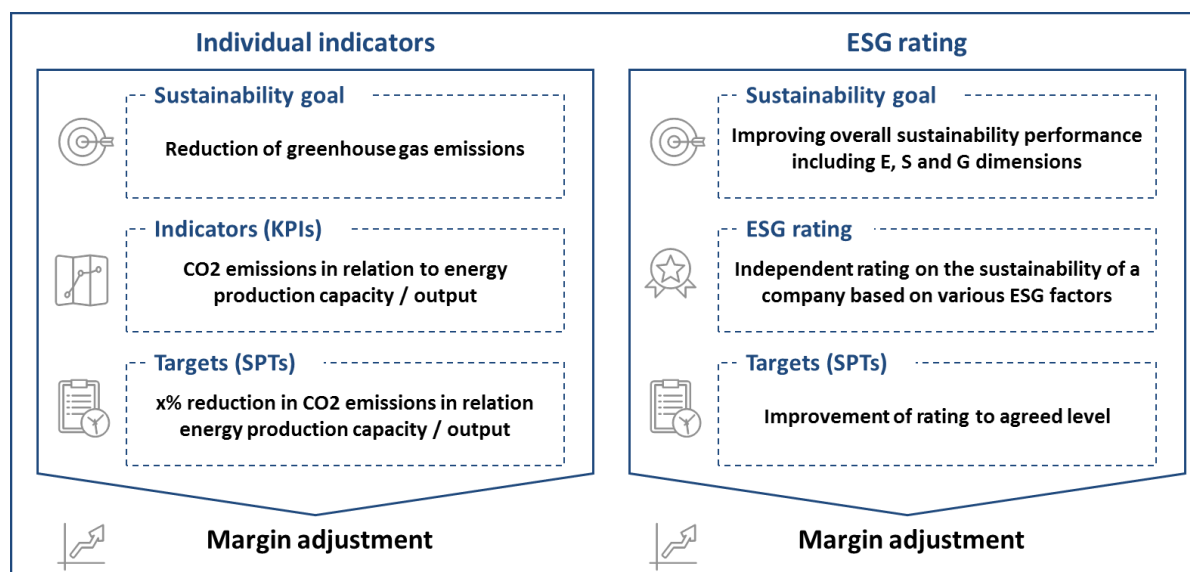 Individual indicators
Sustainability goal
Reduction of greenhouse gas emissions
Indicators (KPIs)
CO2 emissions in relation to energy
production capacity / output
Targets (SPTs)
x% reduction in CO2 emissions in relation
energy production capacity / output
Margin adjustment
ESG rating
Sustainability goal
Improving overall sustainability performance
including E, S and G dimensions
ESG rating
Independent rating on the sustainability of a
company based on various ESG factors
Targets (SPTs)
Improvement of rating to agreed level
Margin adjustment